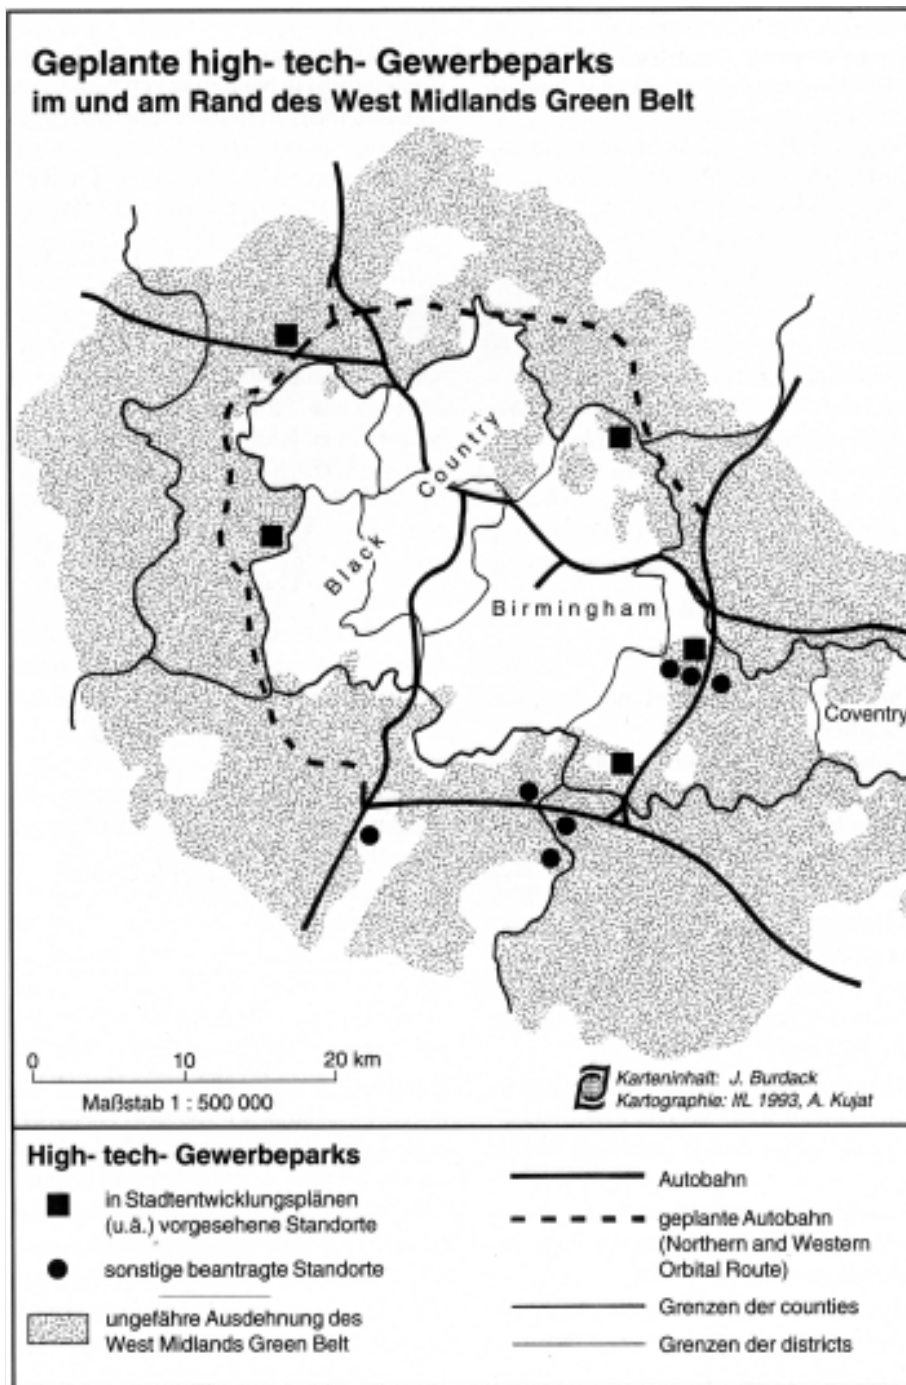 Geplante high- tech- Gewerbeparks
im und am Rand des West Midlands Green Belt
Country
Black
Birmingham
Coventry
0 10 20 km
Maßstab 1 : 500 000
Karteninhalt: J. Burdack
Kartographie: IfL 1993, A. Kujat
High- tech- Gewerbeparks
in Stadtentwicklungsplänen
(u.ä.) vorgesehene Standorte
sonstige beantragte Standorte
ungefähre Ausdehnung des
West Midlands Green Belt
Autobahn
geplante Autobahn
(Northern and Western
Orbital Route)
Grenzen der counties
Grenzen der districts